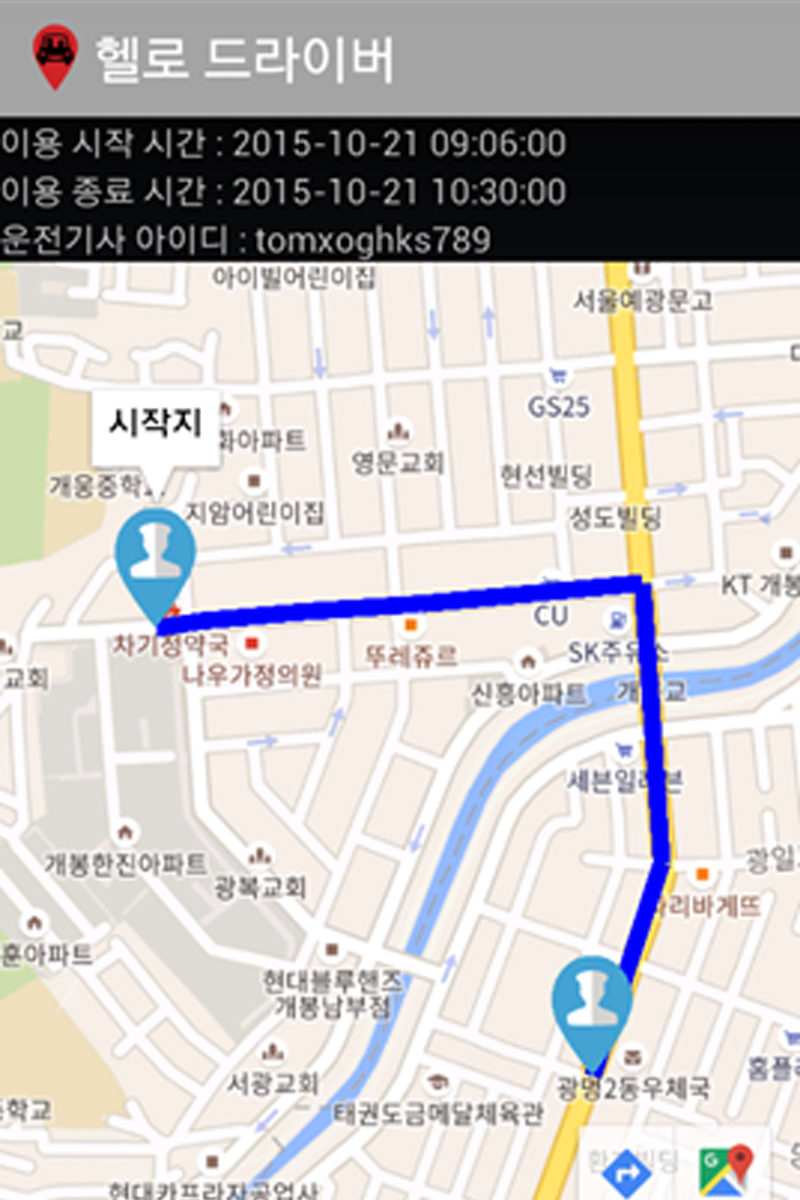 헬로 드라이버
이용 시작 시간 : 2015-10-21 09:06:00
이용 종료 시간 : 2015-10-21 10:30:00
운전기사 아이디 : tomxoghks789
아이빌어린이집
서울예광문고
교
GS25
시작지
화아파트
영문교회
현선빌딩
개웅중학
지암어린이집
성도빌딩
KT 개봉
CU
차기정약국
나우가정의원
뚜레쥬르
SK주유소
교회
신흥아파트
개 교
세븐일레븐
개봉한진아파트
광복교회
광일
파리바게뜨
훈아파트
현대블루핸즈
개봉남부점
서광교회
광명2동우체국
홈플러
태권도금메달체육관
등학교
현대카프라자공업사
G